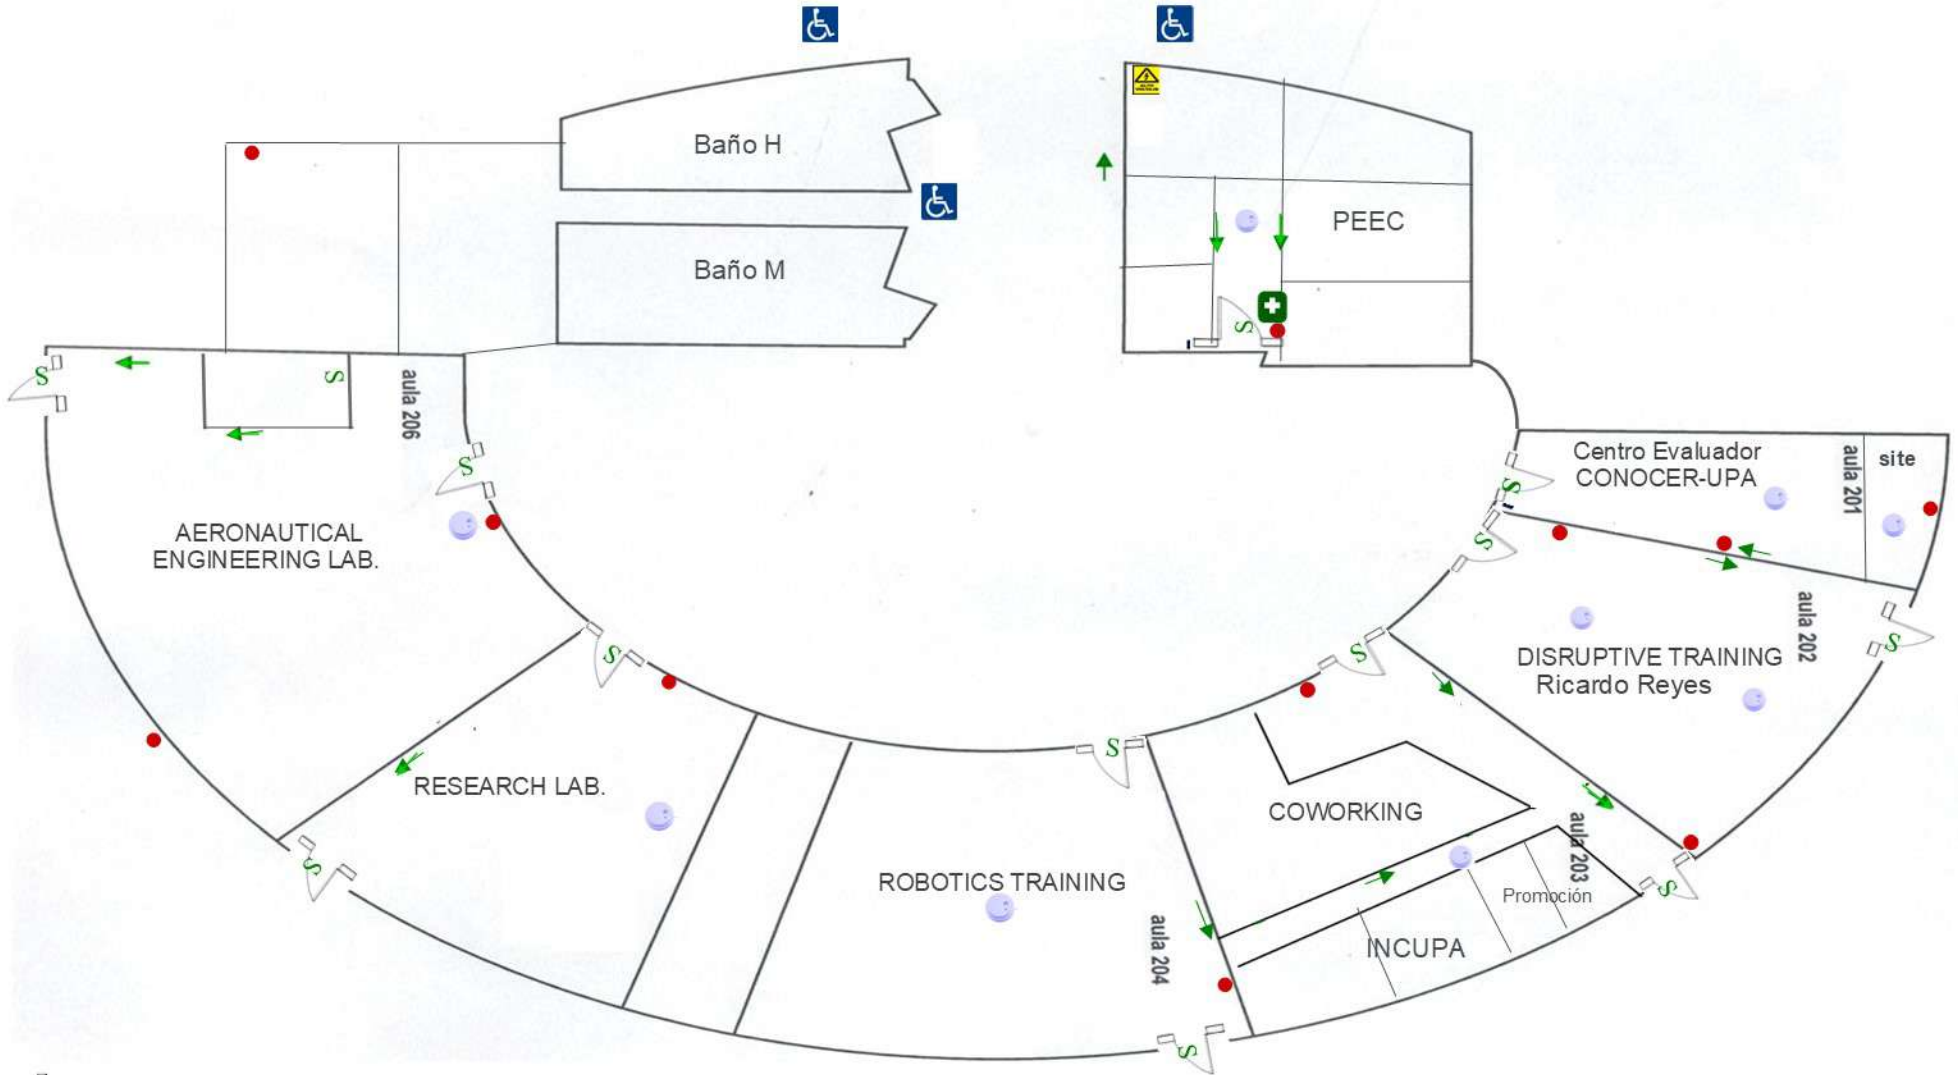 Baño H
Baño M
PEEC
S
S
S
aula 206
S
AERONAUTICAL
ENGINEERING LAB.
Centro Evaluador
CONOCER-UPA
aula 201
site
S
S
aula 202
S
DISRUPTIVE TRAINING
Ricardo Reyes
S
S
RESEARCH LAB.
S
S
COWORKING
aula 203
Promoción
S
INCUPA
ROBOTICS TRAINING
aula 204
S